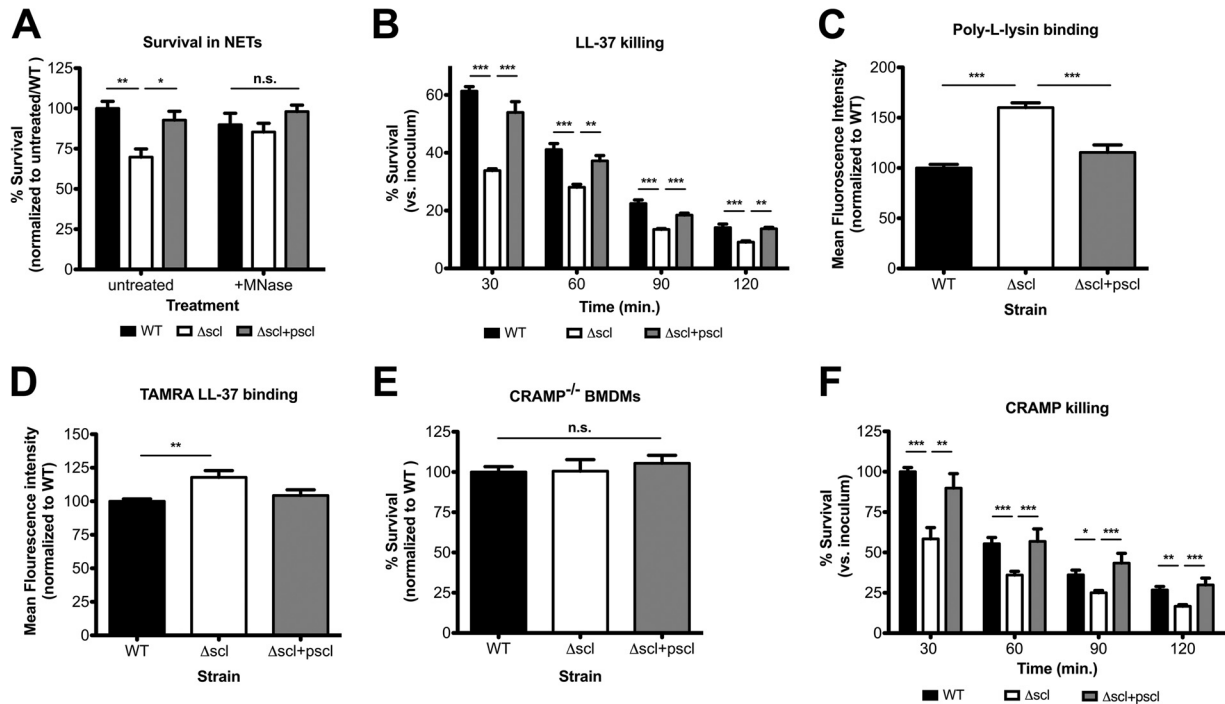 A
Survival in NETs
% Survival
(normalized to untreated/WT)
125
100
75
50
25
0
** *
n.s.
untreated +MNase
Treatment
WT Δscl Δscl+pscl
B
LL-37 killing
% Survival
(vs. inoculum)
60
40
20
0
*** ***
*** **
*** ***
*** **
30 60 90 120
Time (min.)
WT Δscl Δscl+pscl
C
Poly-L-lysin binding
Mean Fluoroscence Intensity
(normalized to WT)
200
150
100
50
0
*** ***
WT Δscl Δscl+pscl
Strain
D
TAMRA LL-37 binding
Mean Flourescence intensity
(normalized to WT)
150
125
100
75
50
25
0
**
WT Δscl Δscl+pscl
Strain
E
CRAMP-/- BMDMs
% Survival
(normalized to WT )
125
100
75
50
25
0
n.s.
WT Δscl Δscl+pscl
Strain
F
CRAMP killing
% Survival
(vs. inoculum)
125
100
75
50
25
0
*** **
*** ***
* ***
** ***
30 60 90 120
Time (min.)
WT Δscl Δscl+pscl